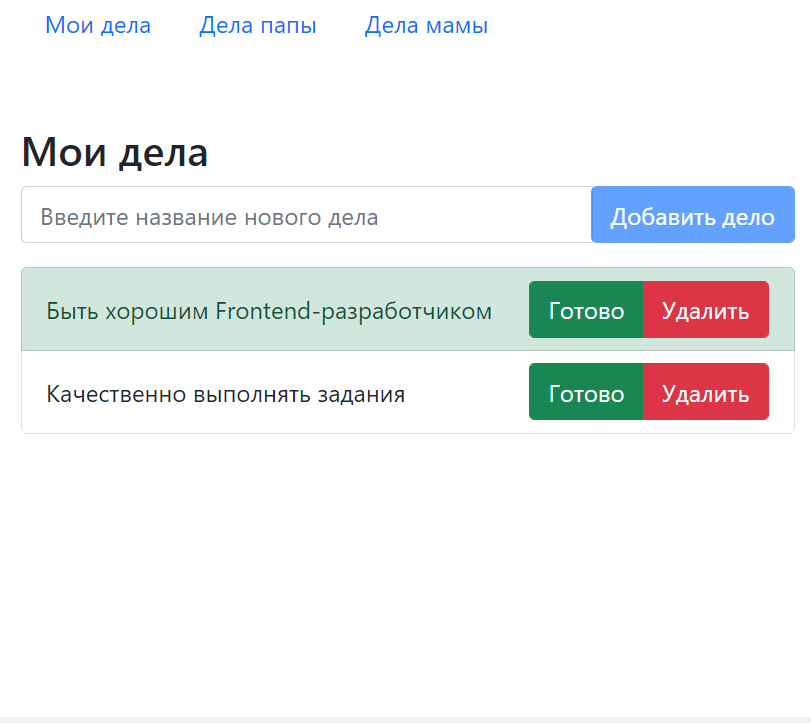 Мои дела Дела папы Дела мамы
Мои дела
Введите название нового дела Добавить дело
Быть хорошим Frontend-разработчиком Готово Удалить
Качественно выполнять задания Готово Удалить